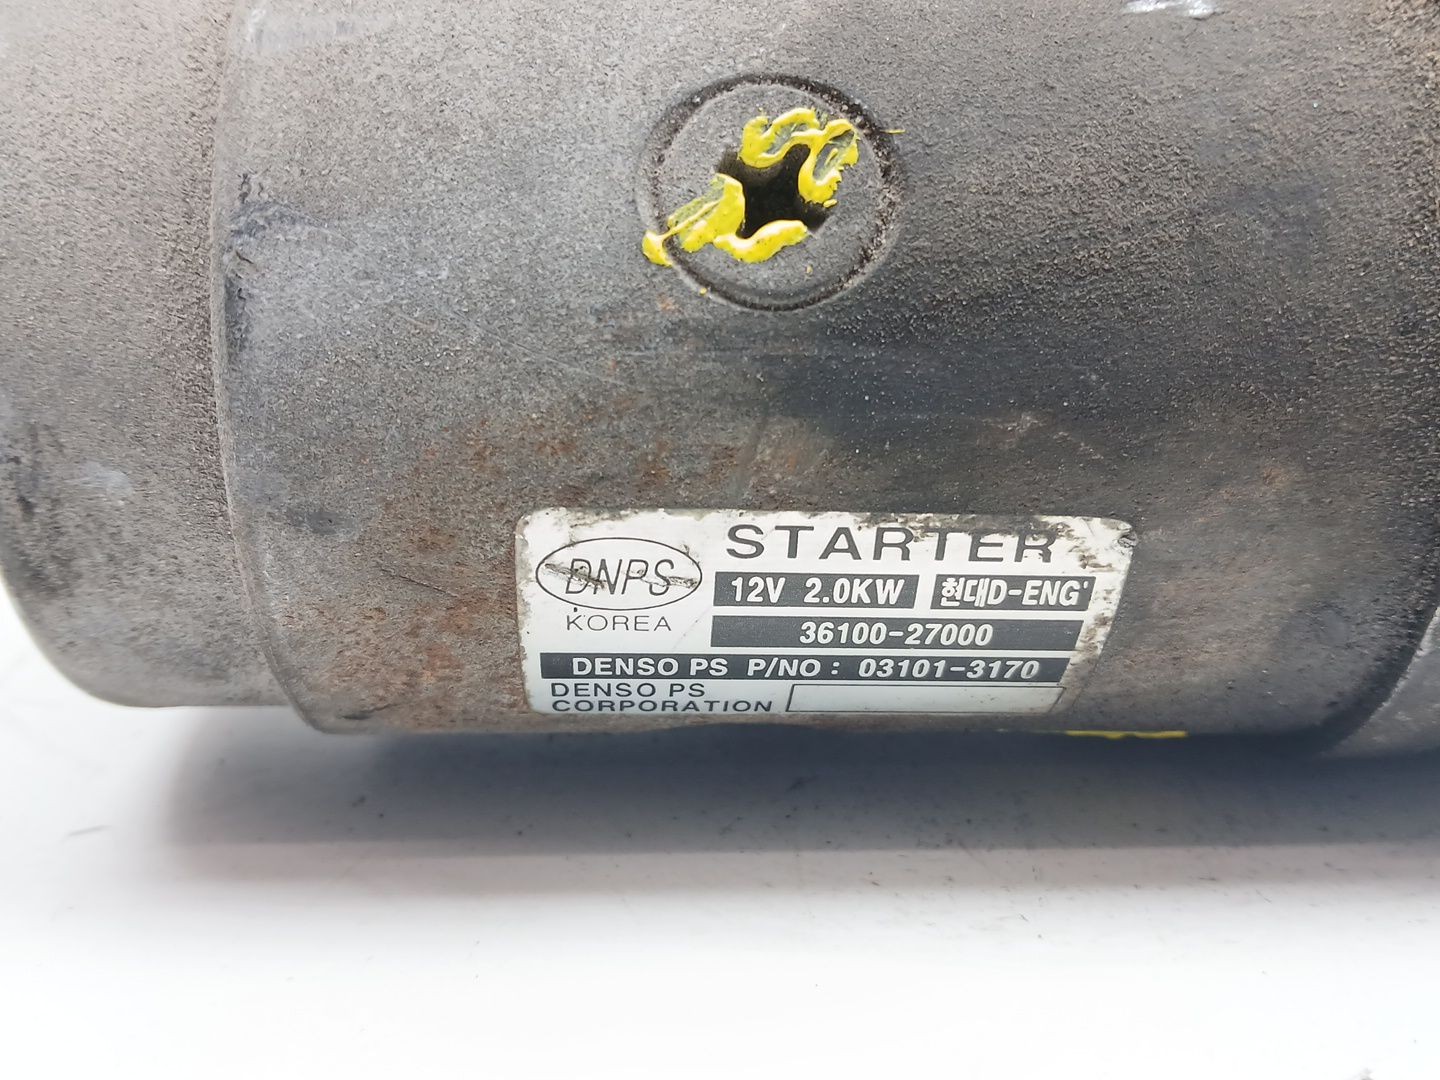 DNPS
KOREA
STARTER
12V 2.0KW 현대D-ENG'
36100-27000
DENSO PS P/NO : 03101-3170
DENSO PS
CORPORATION